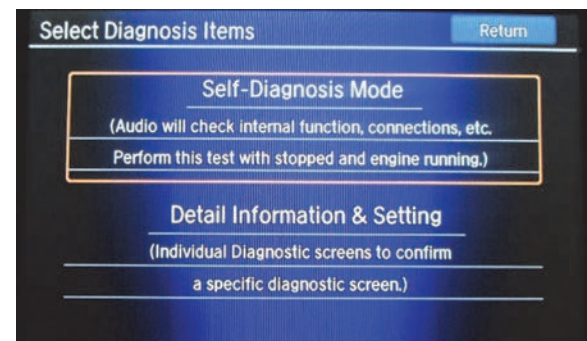 Select Diagnosis Items
Return
Self-Diagnosis Mode
(Audio will check internal function, connections, etc.
Perform this test with stopped and engine running.)
Detail Information & Setting
(Individual Diagnostic screens to confirm
a specific diagnostic screen.)